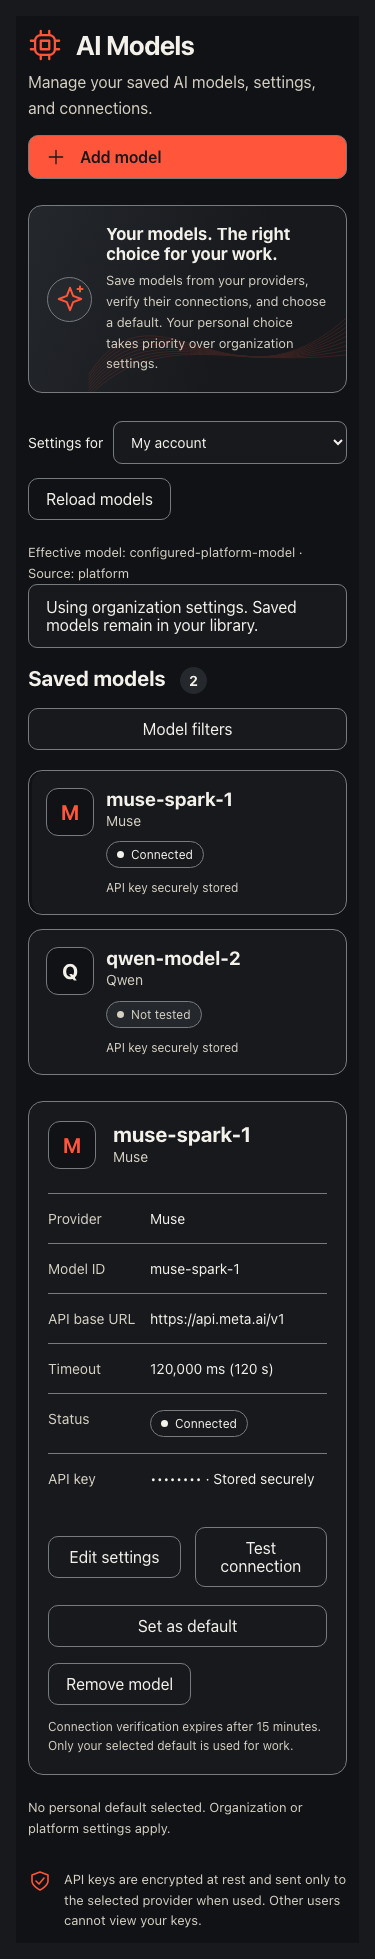 AI Models
Manage your saved AI models, settings,
and connections.
Add model
Your models. The right
choice for your work.
Save models from your providers,
verify their connections, and choose
a default. Your personal choice
takes priority over organization
settings.
Settings for
My account
Reload models
Effective model: configured-platform-model ·
Source: platform
Using organization settings. Saved
models remain in your library.
Saved models 2
Model filters
M
muse-spark-1
Muse
Connected
API key securely stored
Q
qwen-model-2
Qwen
Not tested
API key securely stored
M
muse-spark-1
Muse
Provider Muse
Model ID muse-spark-1
API base URL https://api.meta.ai/v1
Timeout 120,000 ms (120 s)
Status Connected
API key •••••••• · Stored securely
Edit settings
Test
connection
Set as default
Remove model
Connection verification expires after 15 minutes.
Only your selected default is used for work.
No personal default selected. Organization or
platform settings apply.
API keys are encrypted at rest and sent only to
the selected provider when used. Other users
cannot view your keys.